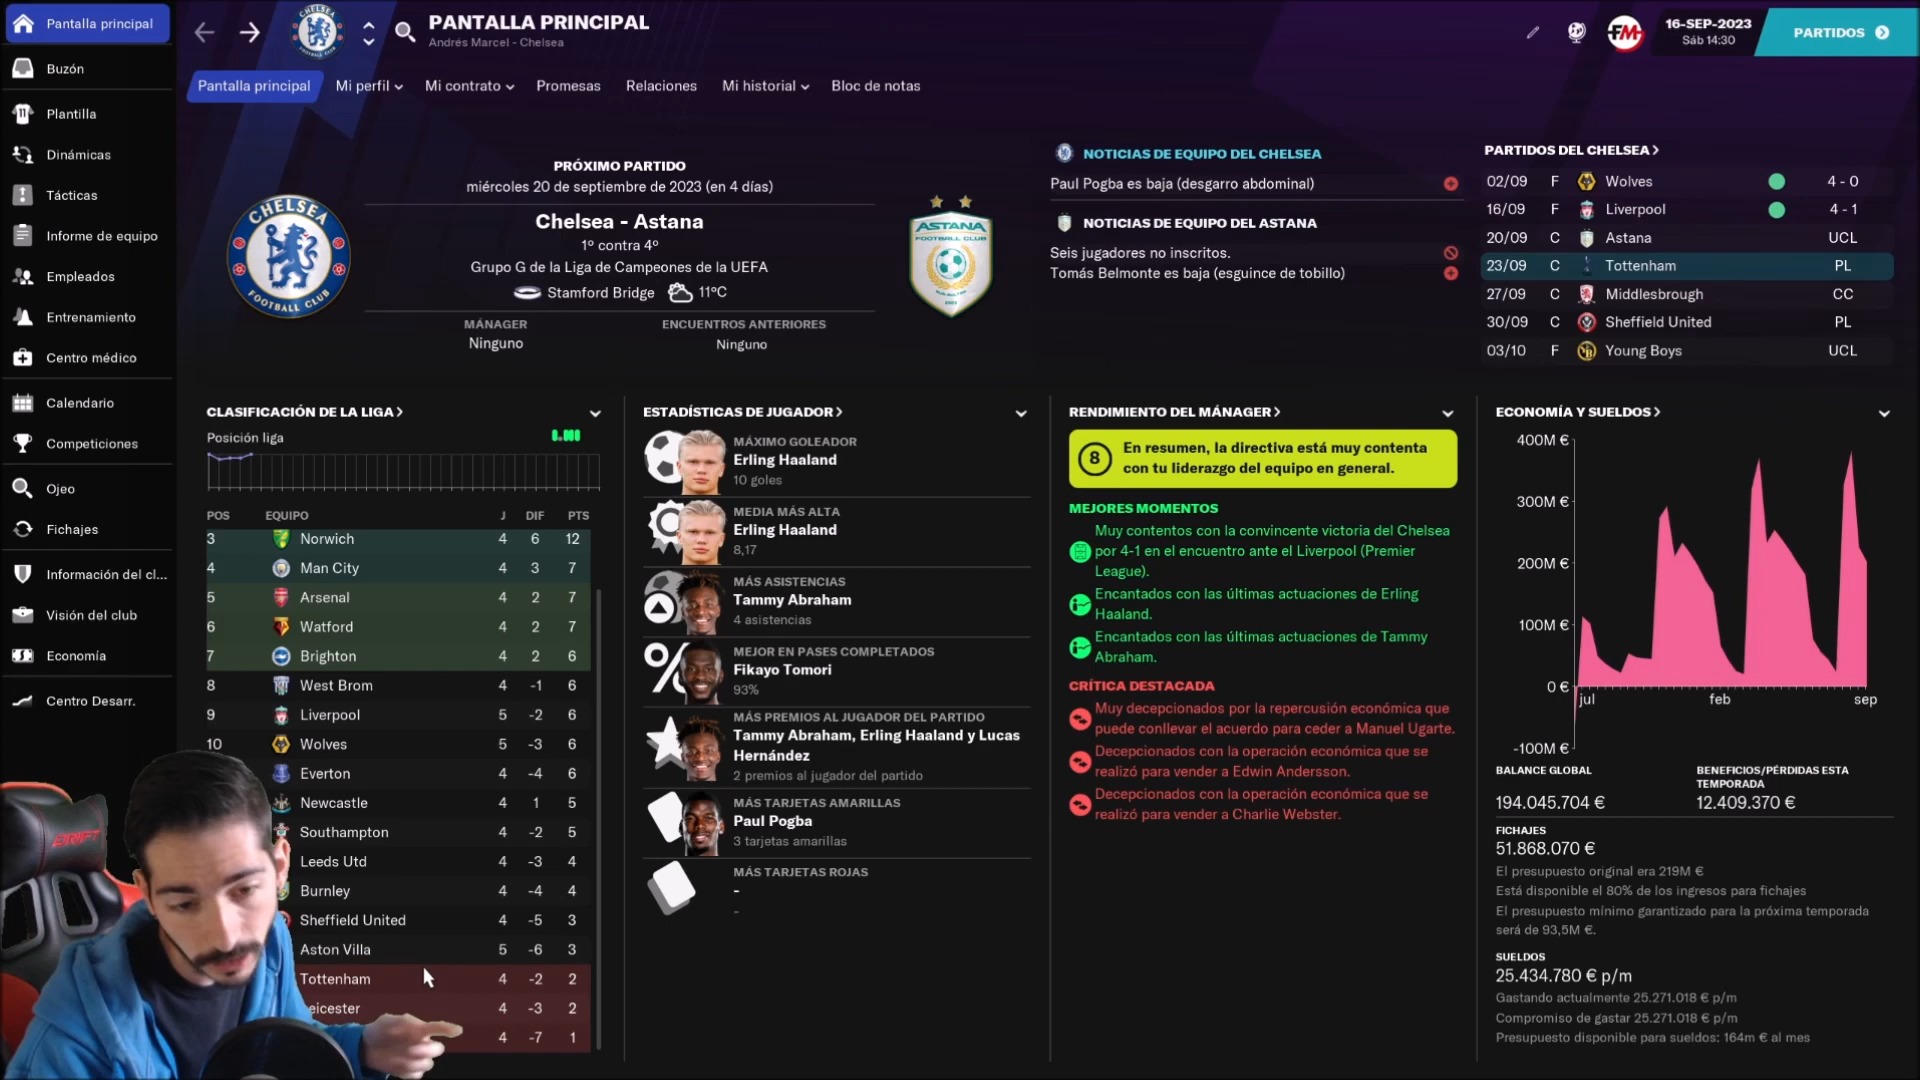 Pantalla principal
Buzón
Plantilla
Dinámicas
Tácticas
Informe de equipo
Empleados
Entrenamiento
Centro médico
Calendario
Competiciones
Ojeo
Fichajes
Información del cl...
Visión del club
Economía
Centro Desarr.
PANTALLA PRINCIPAL
Andrés Marcel - Chelsea
FM
16-SEP-2023
Sáb 14:30
PARTIDOS
Pantalla principal Mi perfil Mi contrato Promesas Relaciones Mi historial Bloc de notas
PRÓXIMO PARTIDO
miércoles 20 de septiembre de 2023 (en 4 días)
CHELSEA
FOOTBALL CLUB
Chelsea - Astana
1º contra 4º
Grupo G de la Liga de Campeones de la UEFA
Stamford Bridge 11ºC
MÁNAGER
Ninguno
ENCUENTROS ANTERIORES
Ninguno
ASTANA
FOOTBALL CLUB
NOTICIAS DE EQUIPO DEL CHELSEA
Paul Pogba es baja (desgarro abdominal)
NOTICIAS DE EQUIPO DEL ASTANA
Seis jugadores no inscritos.
Tomás Belmonte es baja (esguince de tobillo)
PARTIDOS DEL CHELSEA
02/09 F Wolves 4 - 0
16/09 F Liverpool 4 - 1
20/09 C Astana UCL
23/09 C Tottenham PL
27/09 C Middlesbrough CC
30/09 C Sheffield United PL
03/10 F Young Boys UCL
CLASIFICACIÓN DE LA LIGA
Posición liga
POS EQUIPO J DIF PTS
3 Norwich 4 6 12
4 Man City 4 3 7
5 Arsenal 4 2 7
6 Watford 4 2 7
7 Brighton 4 2 6
8 West Brom 4 -1 6
9 Liverpool 5 -2 6
10 Wolves 5 -3 6
Everton 4 -4 6
Newcastle 4 1 5
Southampton 4 -2 5
Leeds Utd 4 -3 4
Burnley 4 -4 4
Sheffield United 4 -5 3
Aston Villa 5 -6 3
Tottenham 4 -2 2
eicester 4 -3 2
4 -7 1
DRIFT
ESTADÍSTICAS DE JUGADOR
MÁXIMO GOLEADOR
Erling Haaland
10 goles
MEDIA MÁS ALTA
Erling Haaland
8,17
MÁS ASISTENCIAS
Tammy Abraham
4 asistencias
MEJOR EN PASES COMPLETADOS
Fikayo Tomori
93%
MÁS PREMIOS AL JUGADOR DEL PARTIDO
Tammy Abraham, Erling Haaland y Lucas
Hernández
2 premios al jugador del partido
MÁS TARJETAS AMARILLAS
Paul Pogba
3 tarjetas amarillas
MÁS TARJETAS ROJAS
-
-
RENDIMIENTO DEL MÁNAGER
8
En resumen, la directiva está muy contenta
con tu liderazgo del equipo en general.
MEJORES MOMENTOS
Muy contentos con la convincente victoria del Chelsea
por 4-1 en el encuentro ante el Liverpool (Premier
League).
Encantados con las últimas actuaciones de Erling
Haaland.
Encantados con las últimas actuaciones de Tammy
Abraham.
CRÍTICA DESTACADA
Muy decepcionados por la repercusión económica que
puede conllevar el acuerdo para ceder a Manuel Ugarte.
Decepcionados con la operación económica que se
realizó para vender a Edwin Andersson.
Decepcionados con la operación económica que se
realizó para vender a Charlie Webster.
ECONOMÍA Y SUELDOS
400M €
300M €
200M €
100M €
0 €
-100M €
jul feb sep
BALANCE GLOBAL
194.045.704 €
BENEFICIOS/PÉRDIDAS ESTA
TEMPORADA
12.409.370 €
FICHAJES
51.868.070 €
El presupuesto original era 219M €
Está disponible el 80% de los ingresos para fichajes
El presupuesto mínimo garantizado para la próxima temporada
será de 93,5M €.
SUELDOS
25.434.780 € p/m
Gastando actualmente 25.271.018 € p/m
Compromiso de gastar 25.271.018 € p/m
Presupuesto disponible para sueldos: 164m € al mes